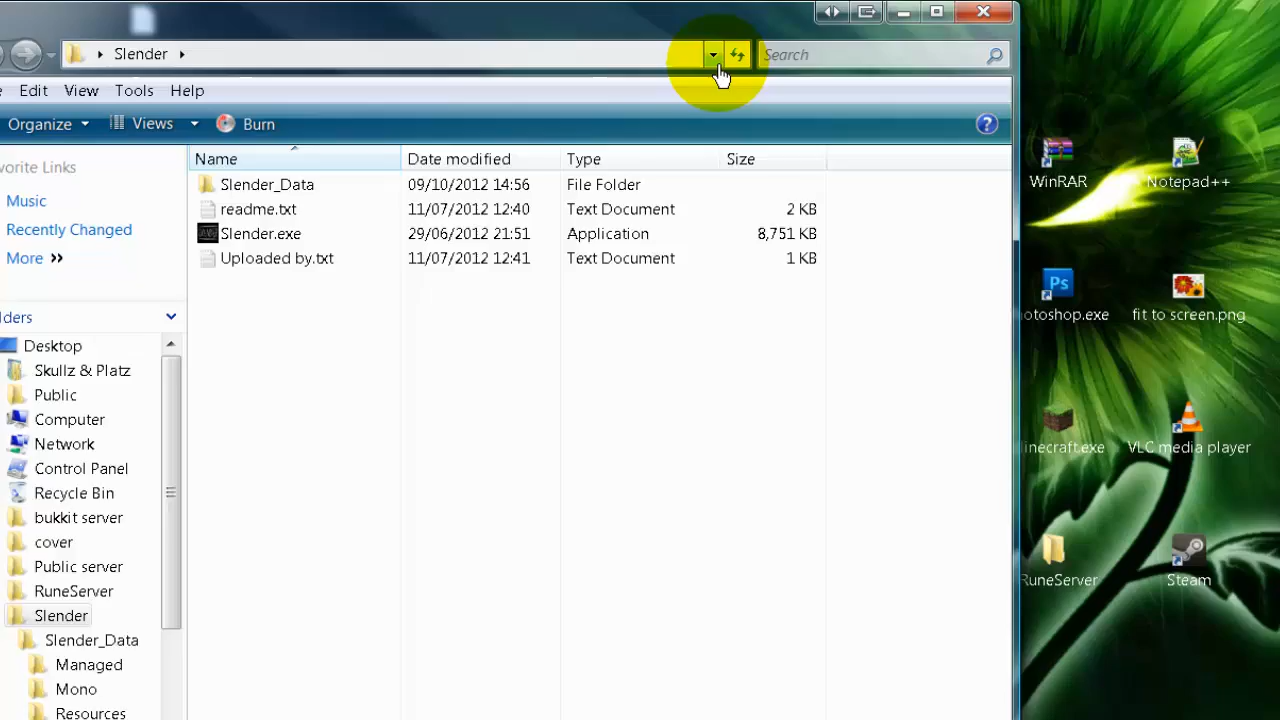 Slender
Search
Edit View Tools Help
Organize Views Burn
vorite Links
Music
Recently Changed
More
lders
Desktop
Skullz & Platz
Public
Computer
Network
Control Panel
Recycle Bin
bukkit server
cover
Public server
RuneServer
Slender
Slender_Data
Managed
Mono
Resources
Name Date modified Type Size
Slender_Data 09/10/2012 14:56 File Folder
readme.txt 11/07/2012 12:40 Text Document 2 KB
Slender.exe 29/06/2012 21:51 Application 8,751 KB
Uploaded by.txt 11/07/2012 12:41 Text Document 1 KB
WinRAR
Notepad++
Ps
otoshop.exe
fit to screen.png
inecraft.exe
VLC media player
RuneServer
Steam